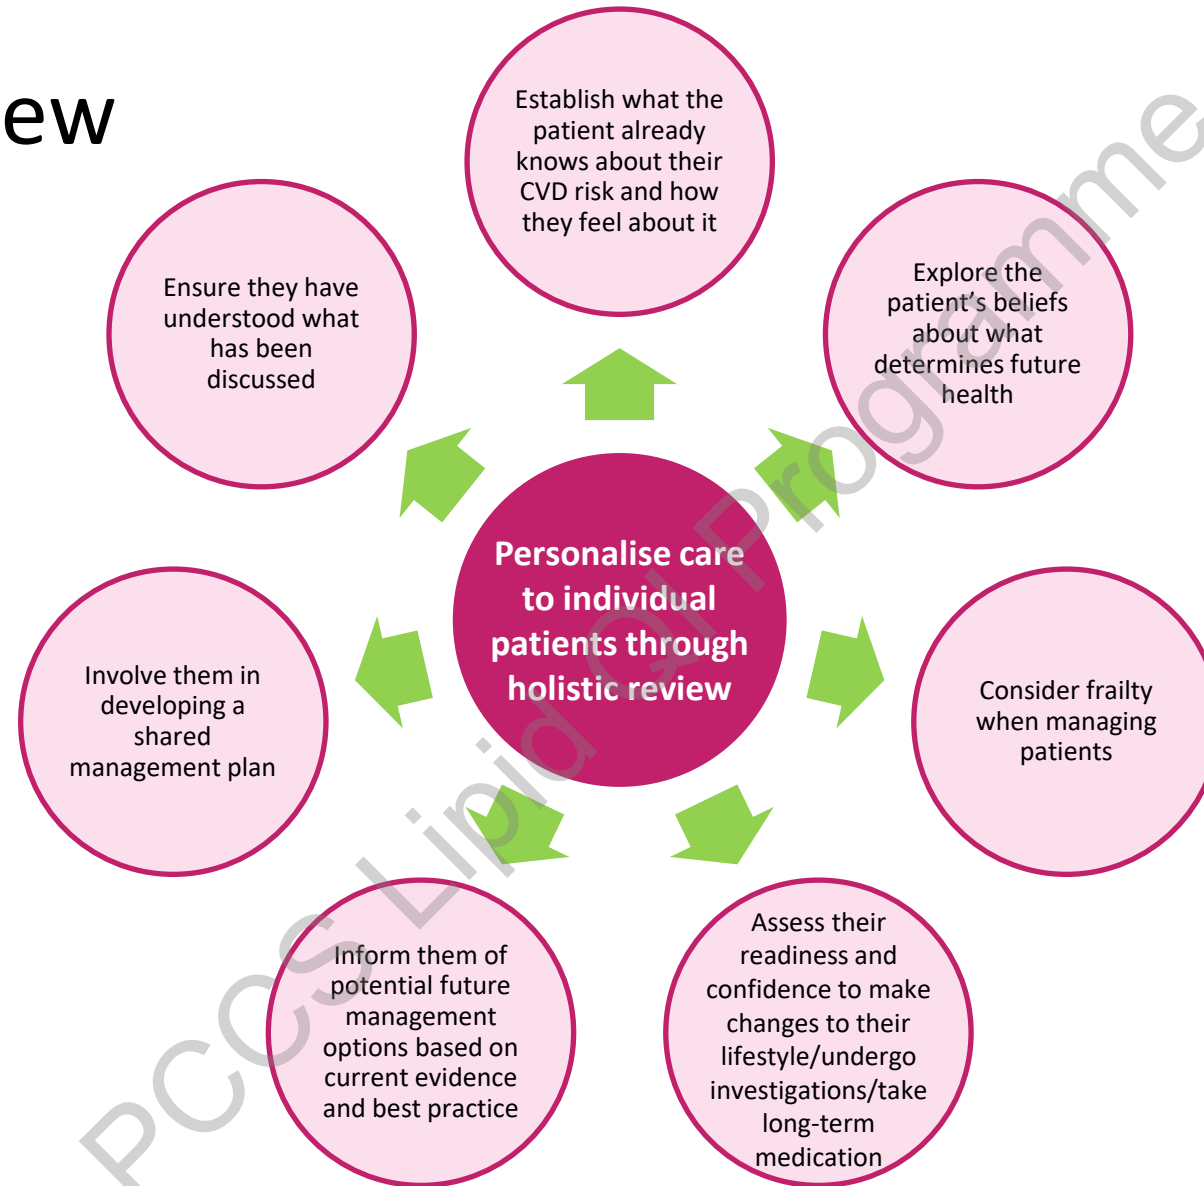 ew
Establish what the
patient already
knows about their
CVD risk and how
they feel about it
Explore the
patient’s beliefs
about what
determines future
health
Consider frailty
when managing
patients
Assess their
readiness and
confidence to make
changes to their
lifestyle/undergo
investigations/take
long-term
medication
Inform them of
potential future
management
options based on
current evidence
and best practice
Involve them in
developing a
shared
management plan
Ensure they have
understood what
has been
discussed
Personalise care
to individual
patients through
holistic review
PCCS Lipid QI Programme